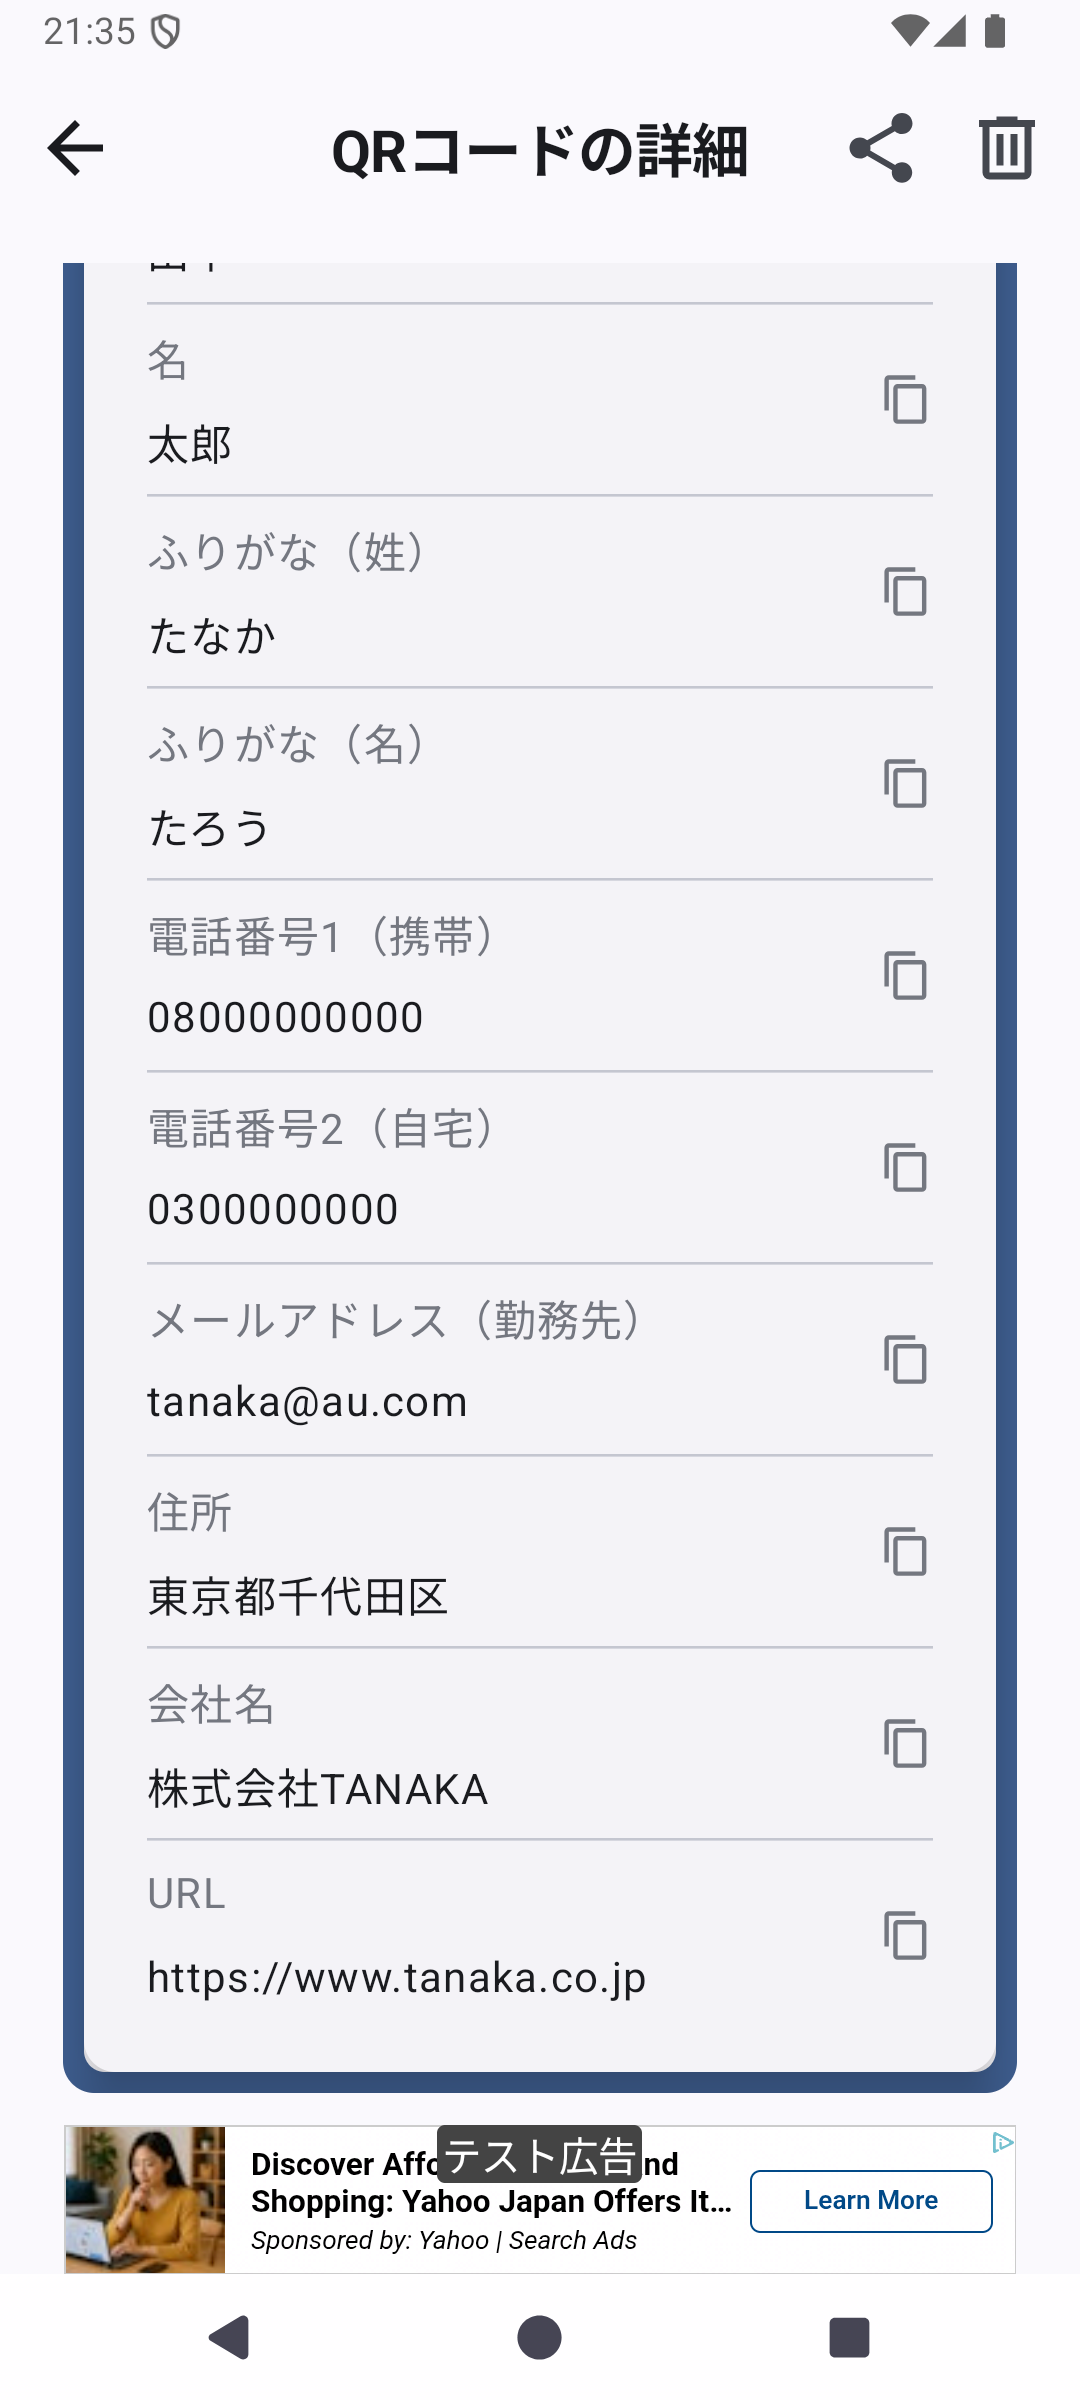 21:35
QRコードの詳細
名
太郎
ふりがな（姓）
たなか
ふりがな（名）
たろう
電話番号1（携帯）
08000000000
電話番号2（自宅）
0300000000
メールアドレス（勤務先）
tanaka@au.com
住所
東京都千代田区
会社名
株式会社TANAKA
URL
https://www.tanaka.co.jp
テスト広告
Discover
Shopping: Yahoo Japan Offers It...
Sponsored by: Yahoo | Search Ads
Learn More